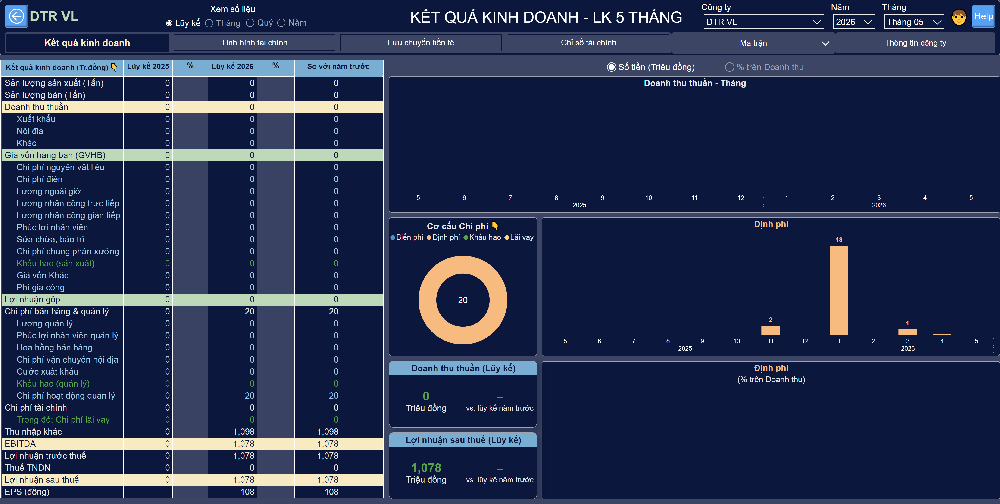 DTR VL
Xem số liệu
Lũy kế Tháng Quý Năm
KẾT QUẢ KINH DOANH - LK 5 THÁNG
Công ty
DTR VL
Năm
2026
Tháng
Tháng 05
Help
Kết quả kinh doanh
Tình hình tài chính
Lưu chuyển tiền tệ
Chỉ số tài chính
Ma trận
Thông tin công ty
Kết quả kinh doanh (Tr.đồng) Lũy kế 2025 % Lũy kế 2026 % So với năm trước
Sản lượng sản xuất (Tấn) 0 0 0
Sản lượng bán (Tấn) 0 0 0
Doanh thu thuần 0 0 0
Xuất khẩu 0 0 0
Nội địa 0 0 0
Khác 0 0 0
Giá vốn hàng bán (GVHB) 0 0 0
Chi phí nguyên vật liệu 0 0 0
Chi phí điện 0 0 0
Lương ngoài giờ 0 0 0
Lương nhân công trực tiếp 0 0 0
Lương nhân công gián tiếp 0 0 0
Phúc lợi nhân viên 0 0 0
Sửa chữa, bảo trì 0 0 0
Chi phí chung phân xưởng 0 0 0
Khấu hao (sản xuất) 0 0 0
Giá vốn Khác 0 0 0
Phí gia công 0 0 0
Lợi nhuận gộp 0 0 0
Chi phí bán hàng & quản lý 0 20 20
Lương quản lý 0 0 0
Phúc lợi nhân viên quản lý 0 0 0
Hoa hồng bán hàng 0 0 0
Chi phí vận chuyển nội địa 0 0 0
Cước xuất khẩu 0 0 0
Khấu hao (quản lý) 0 0 0
Chi phí hoạt động quản lý 0 20 20
Chi phí tài chính 0 0 0
Trong đó: Chi phí lãi vay 0 0 0
Thu nhập khác 0 1,098 1,098
EBITDA 0 1,078 1,078
Lợi nhuận trước thuế 0 1,078 1,078
Thuế TNDN 0 0 0
Lợi nhuận sau thuế 0 1,078 1,078
EPS (đồng) 108 108
Số tiền (Triệu đồng) % trên Doanh thu
Doanh thu thuần - Tháng
5 6 7 8 9 10 11 12 1 2 3 4 5
2025 2026
Cơ cấu Chi phí
Biến phí Định phí Khấu hao Lãi vay
20
Định phí
18
2
1
5 6 7 8 9 10 11 12 1 2 3 4 5
2025 2026
Doanh thu thuần (Lũy kế)
0 --
Triệu đồng vs. lũy kế năm trước
Lợi nhuận sau thuế (Lũy kế)
1,078 --
Triệu đồng vs. lũy kế năm trước
Định phí
(% trên Doanh thu)